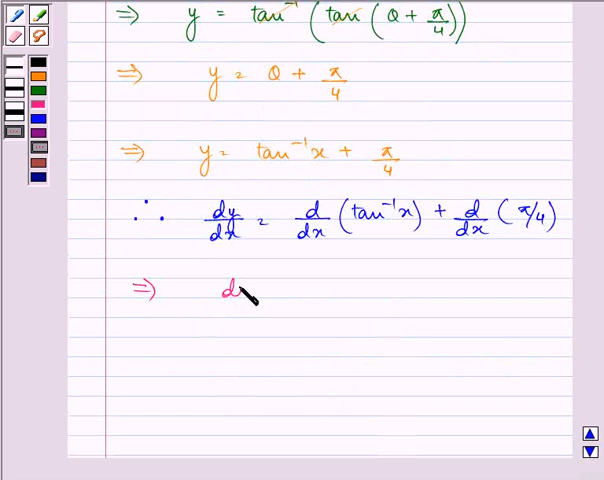 ⇒ y = tan⁻¹ (tan (θ + π/4))
⇒ y = θ + π/4
⇒ y = tan⁻¹x + π/4
∴ dy/dx = d/dx (tan⁻¹x) + d/dx (π/4)
⇒ d